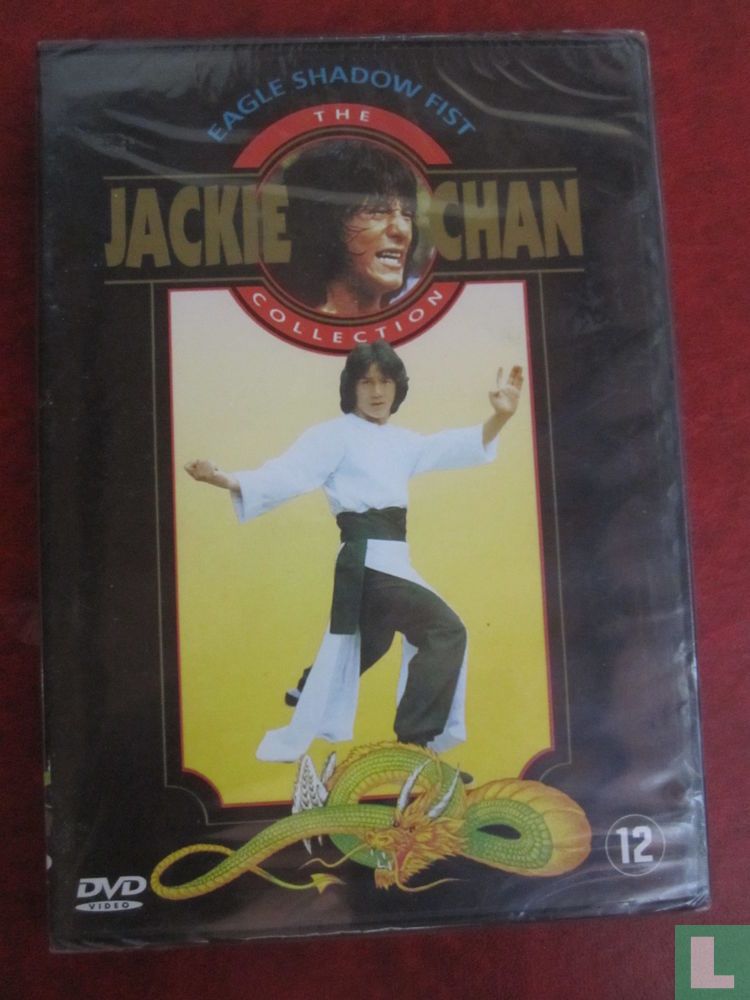 EAGLE SHADOW FIST
THE
JACKIE CHAN
COLLECTION
12
DVD
VIDEO
L